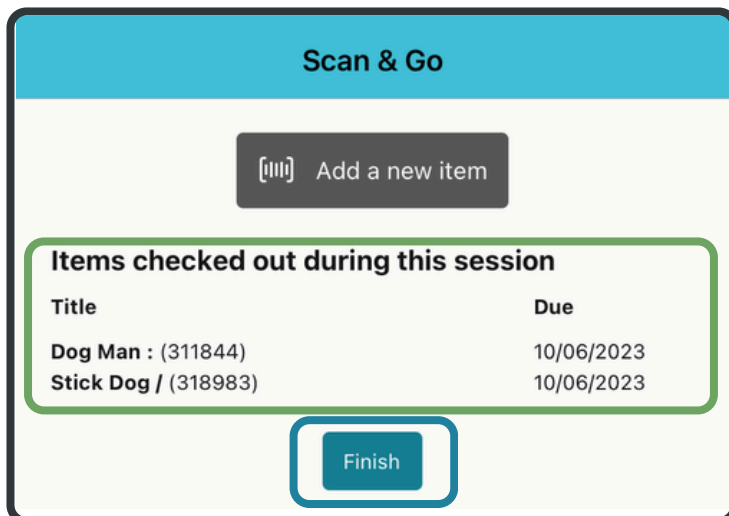 Scan & Go
Add a new item
Items checked out during this session
Title Due
Dog Man : (311844) 10/06/2023
Stick Dog / (318983) 10/06/2023
Finish